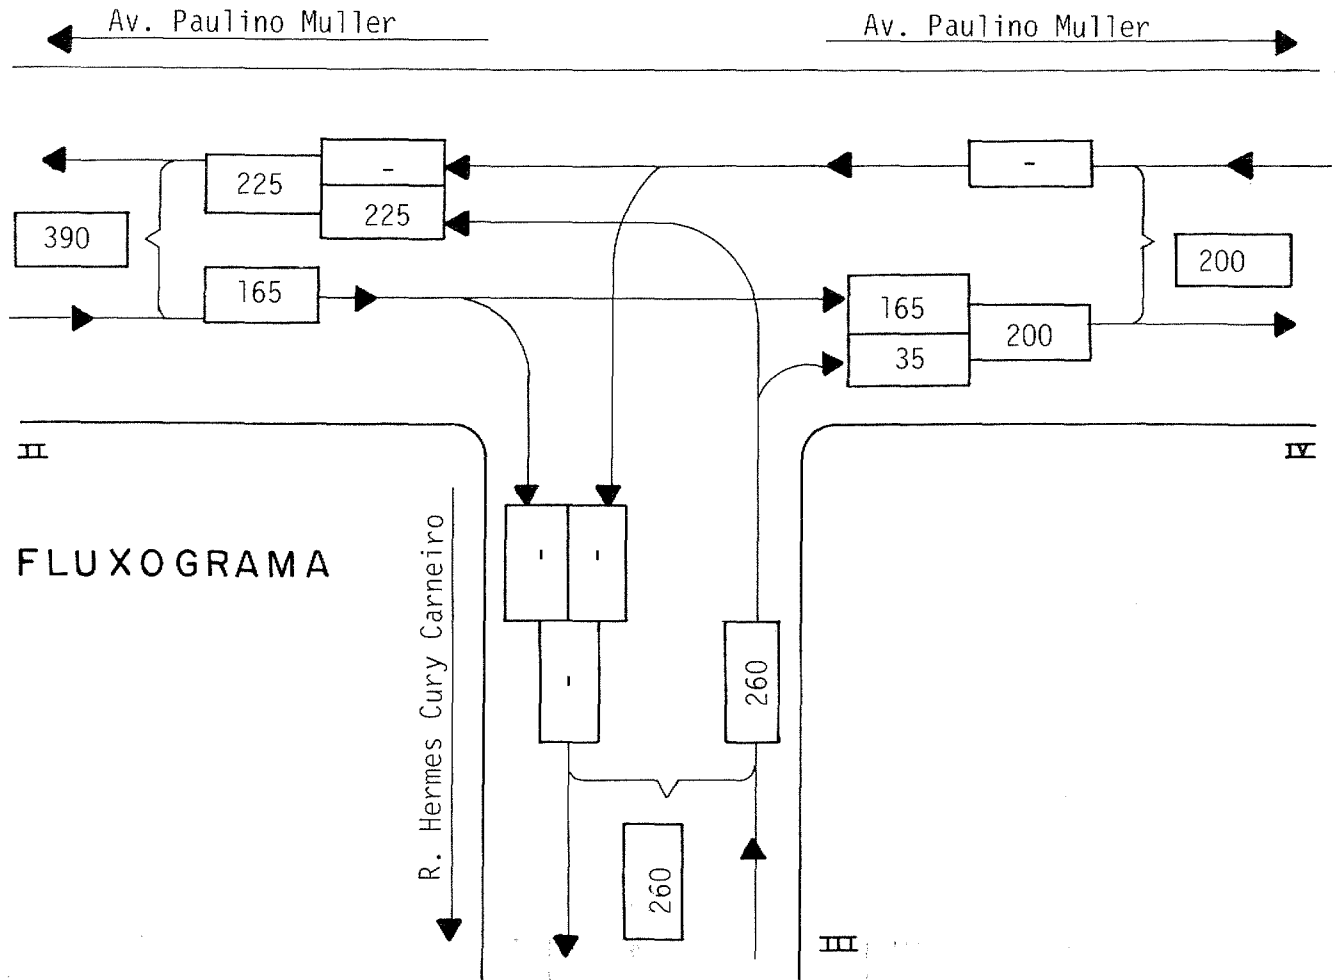 Av. Paulino Muller
Av. Paulino Muller
-
-
225
225
390
200
165
165
200
35
II
IV
FLUXOGRAMA
R. Hermes Cury Carneiro
-
-
-
260
260
III